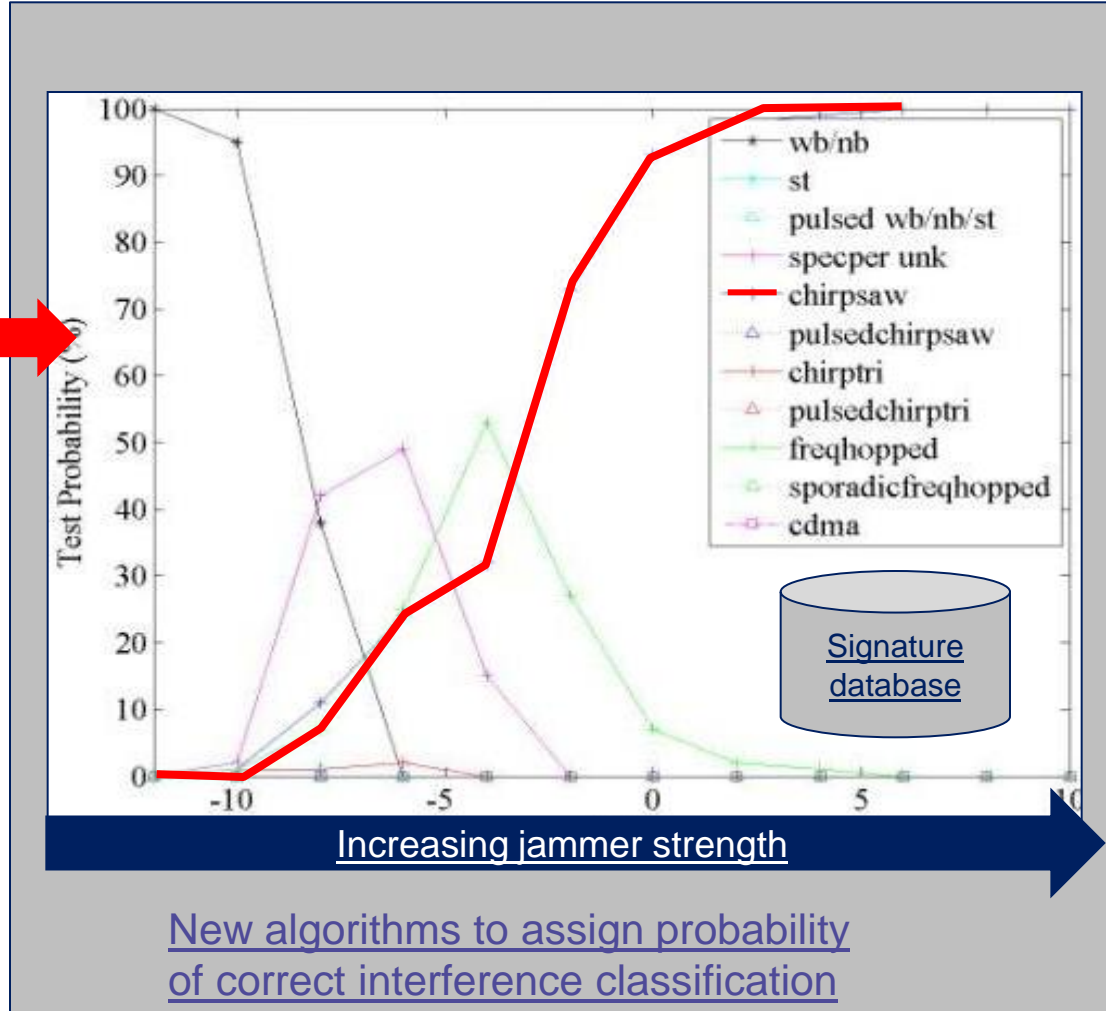 100
90
80
70
60
50
40
30
20
10
0
Test Probability (%)
wb/nb
st
pulsed wb/nb/st
specper unk
chirpsaw
pulsedchirpsaw
chirptri
pulsedchirptri
freqhopped
sporadicfreqhopped
cdma
Signature
database
-10
-5
0
5
10
Increasing jammer strength
New algorithms to assign probability
of correct interference classification